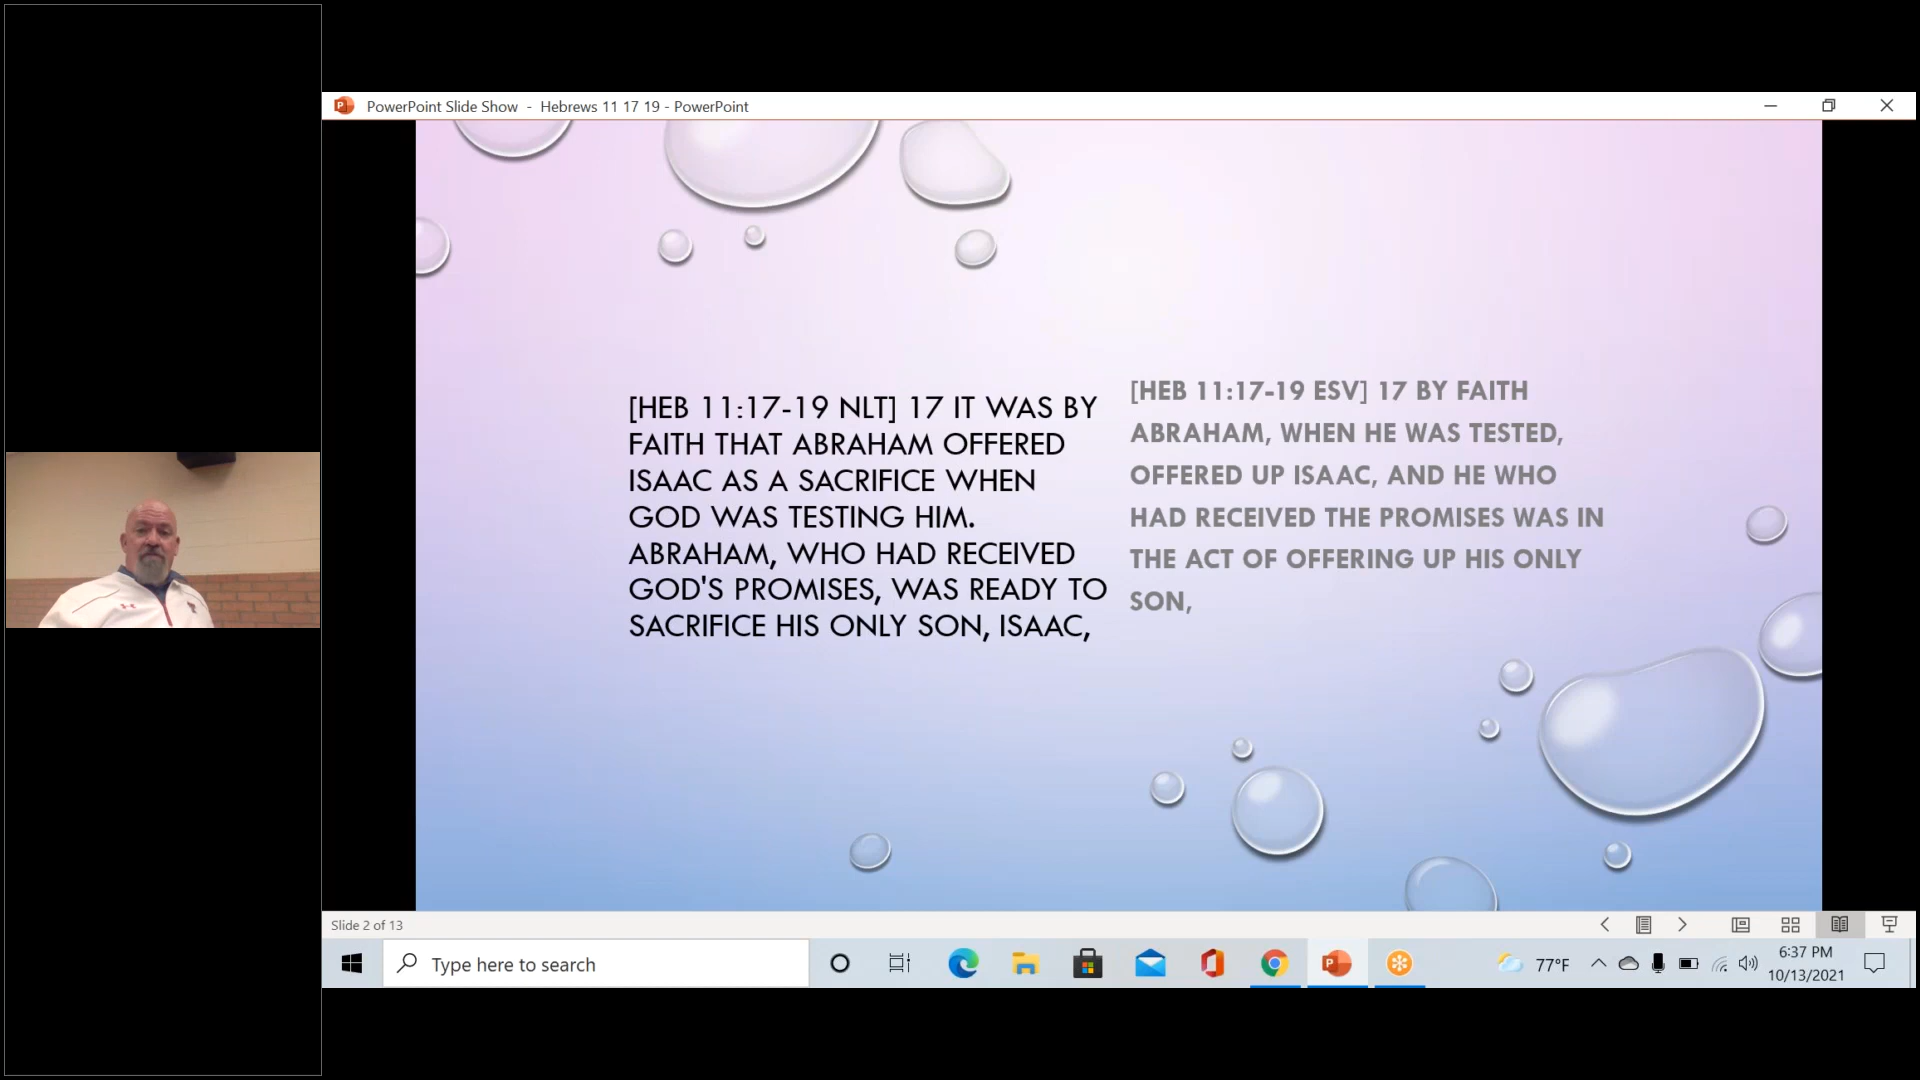 PowerPoint Slide Show - Hebrews 11 17 19 - PowerPoint
[HEB 11:17-19 NLT] 17 IT WAS BY
FAITH THAT ABRAHAM OFFERED
ISAAC AS A SACRIFICE WHEN
GOD WAS TESTING HIM.
ABRAHAM, WHO HAD RECEIVED
GOD'S PROMISES, WAS READY TO
SACRIFICE HIS ONLY SON, ISAAC,
[HEB 11:17-19 ESV] 17 BY FAITH
ABRAHAM, WHEN HE WAS TESTED,
OFFERED UP ISAAC, AND HE WHO
HAD RECEIVED THE PROMISES WAS IN
THE ACT OF OFFERING UP HIS ONLY
SON,
Slide 2 of 13
Type here to search
77°F
6:37 PM
10/13/2021